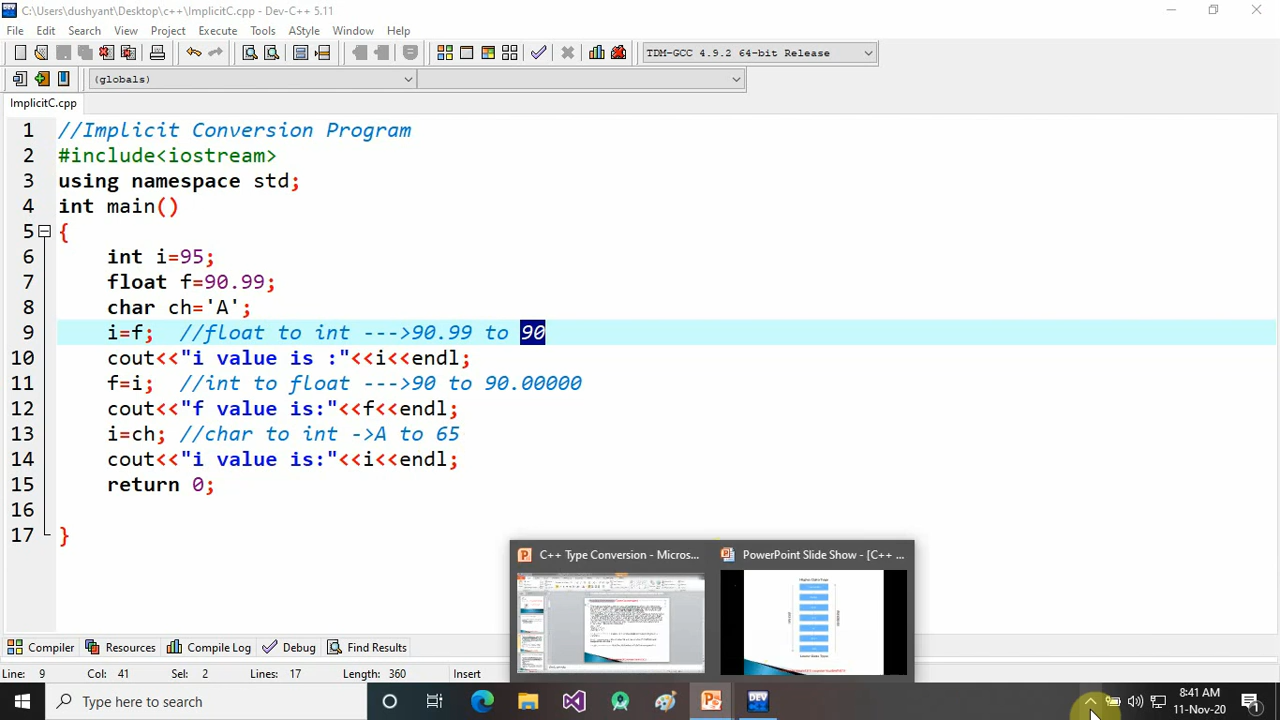 C:\Users\dushyant\Desktop\c++\ImplicitC.cpp - Dev-C++ 5.11
File Edit Search View Project Execute Tools AStyle Window Help
TDM-GCC 4.9.2 64-bit Release
(globals)
ImplicitC.cpp
1 //Implicit Conversion Program
2 #include<iostream>
3 using namespace std;
4 int main()
5 {
6 int i=95;
7 float f=90.99;
8 char ch='A';
9 i=f; //float to int --->90.99 to 90
10 cout<<"i value is :"<<i<<endl;
11 f=i; //int to float --->90 to 90.00000
12 cout<<"f value is:"<<f<<endl;
13 i=ch; //char to int ->A to 65
14 cout<<"i value is:"<<i<<endl;
15 return 0;
16
17 }
C++ Type Conversion - Micros... PowerPoint Slide Show - [C++ ...
Compiler Resources Compile Log Debug Find Results
Line: 9 Col: 41 Sel: 2 Lines: 17 Length: 360 Insert
Type here to search
DEV
8:41 AM
11-Nov-20
1